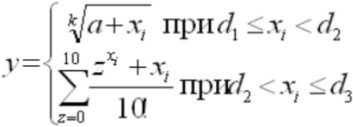 y = { ᵏ√(a + xᵢ) при d₁ ≤ xᵢ < d₂
∑_{z=0}^{10} (z^{xᵢ} + xᵢ)/10! при d₂ < xᵢ ≤ d₃